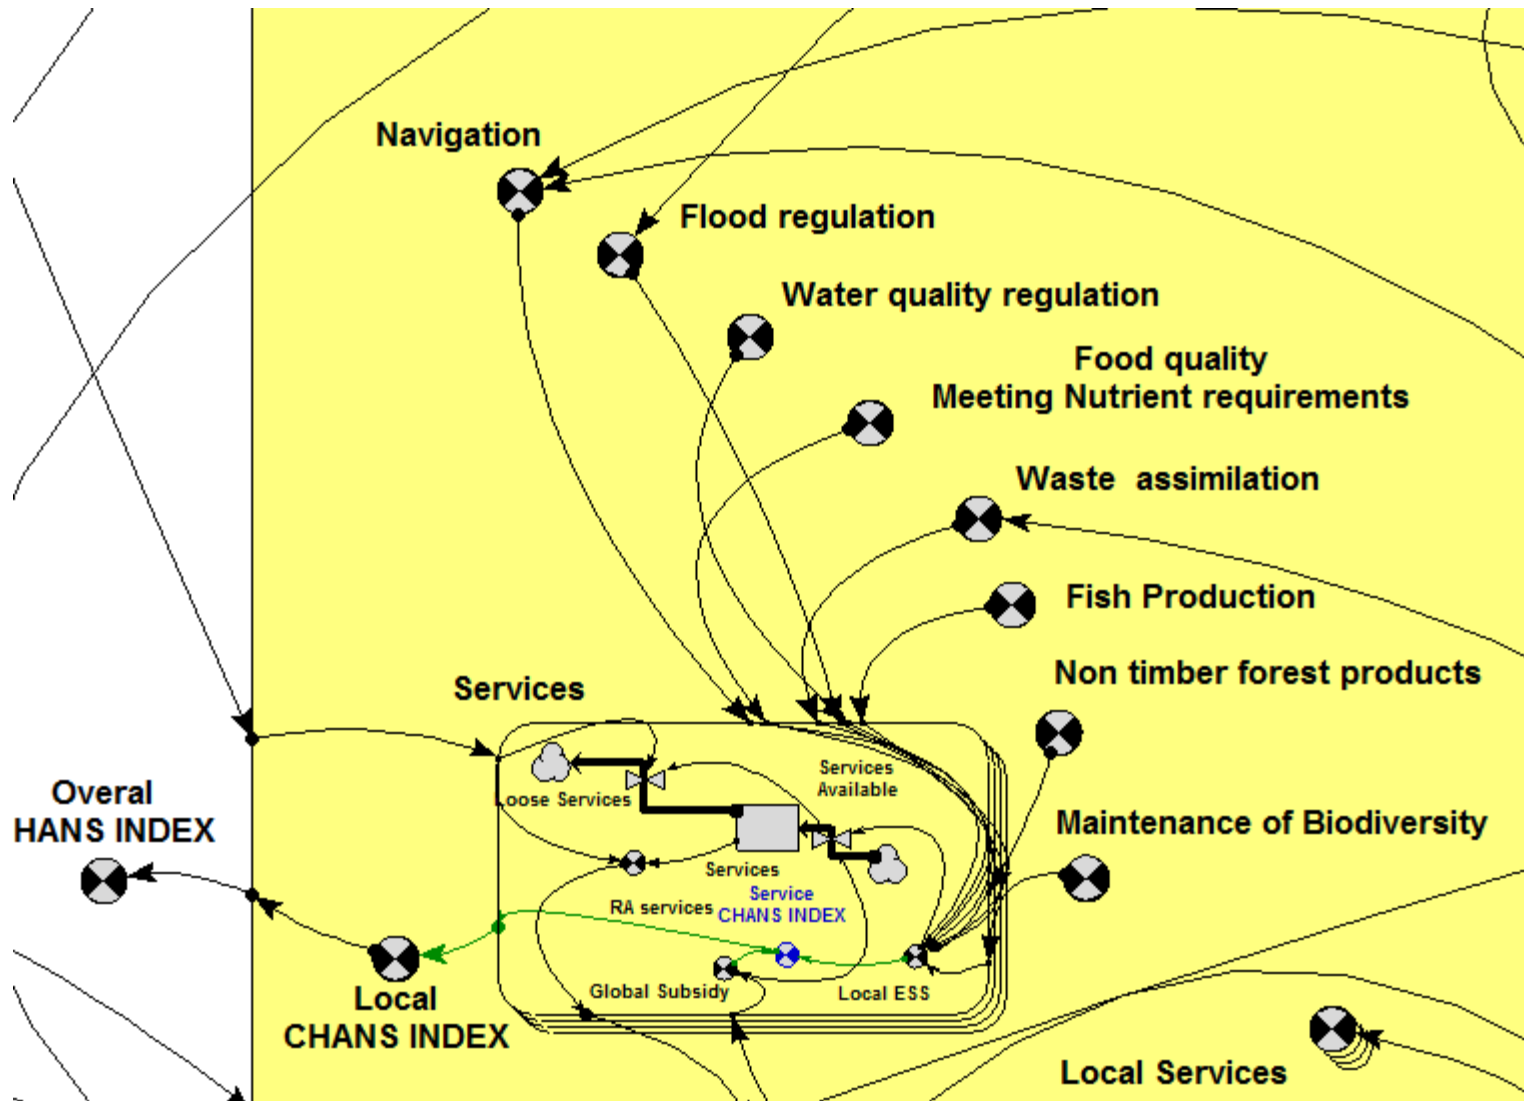 Navigation
Flood regulation
Water quality regulation
Food quality
Meeting Nutrient requirements
Waste assimilation
Fish Production
Non timber forest products
Services
Services
Available
Loose Services
Overal
HANS INDEX
Maintenance of Biodiversity
Services
Service
CHANS INDEX
RA services
Global Subsidy
Local ESS
Local
CHANS INDEX
Local Services